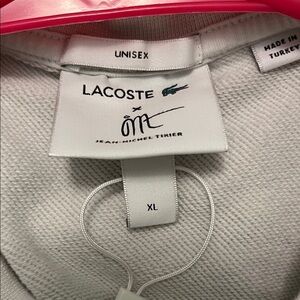 UNISEX
LACOSTE
x
JEAN-MICHEL TIXIER
XL
MADE IN
TURKEY